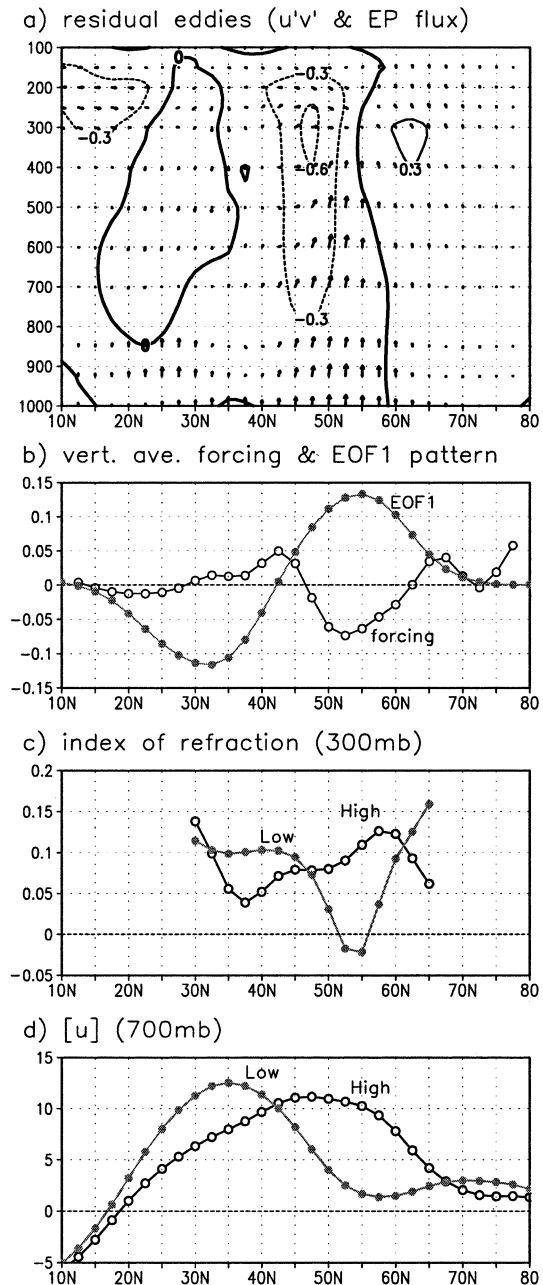 a) residual eddies (u'v' & EP flux)
100
200
300
400
500
600
700
800
900
1000
0
-0.3
-0.3
-0.6
0.3
-0.3
0
10N 20N 30N 40N 50N 60N 70N 80
b) vert. ave. forcing & EOF1 pattern
0.15
0.1
0.05
0
-0.05
-0.1
-0.15
EOF1
forcing
10N 20N 30N 40N 50N 60N 70N 80
c) index of refraction (300mb)
0.2
0.15
0.1
0.05
0
-0.05
High
Low
10N 20N 30N 40N 50N 60N 70N 80
d) [u] (700mb)
15
10
5
0
-5
Low
High
10N 20N 30N 40N 50N 60N 70N 80